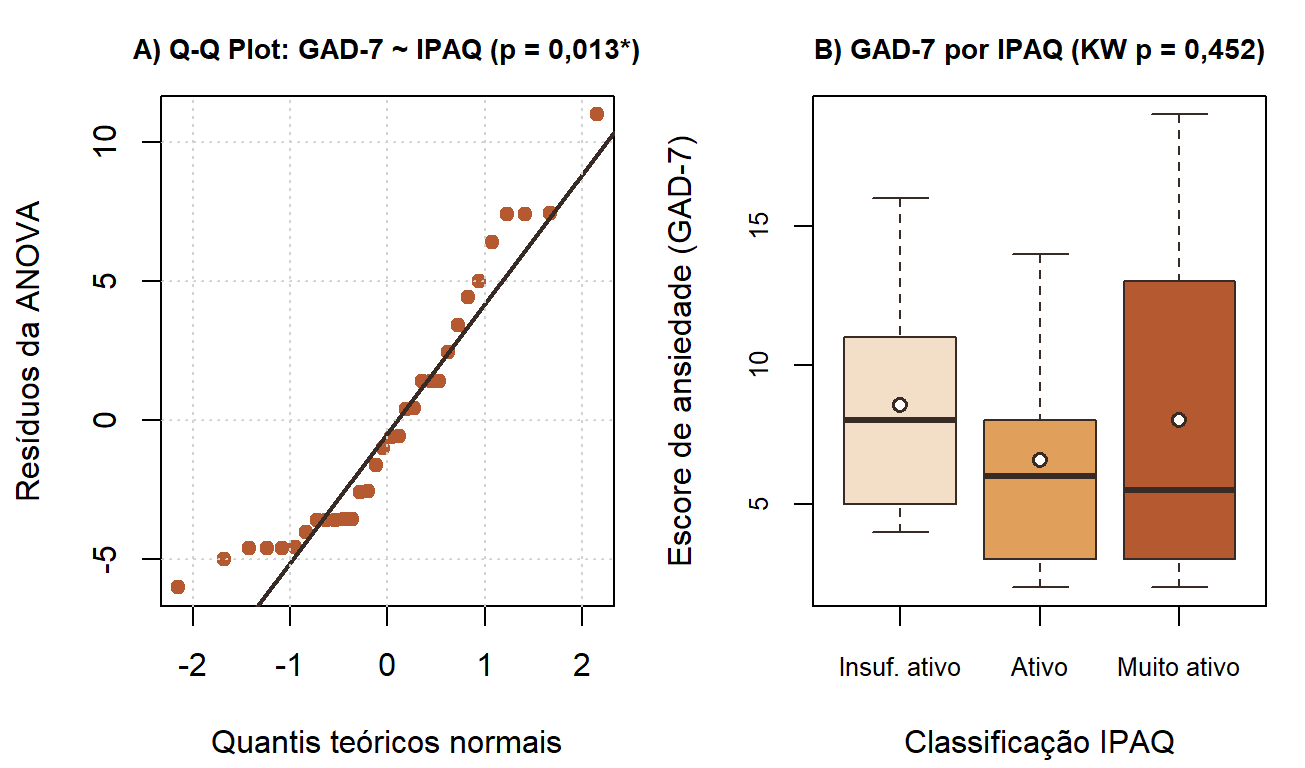 A) Q-Q Plot: GAD-7 ~ IPAQ (p = 0,013*)
Resíduos da ANOVA
10
5
0
-5
-2 -1 0 1 2
Quantis teóricos normais
B) GAD-7 por IPAQ (KW p = 0,452)
Escore de ansiedade (GAD-7)
15
10
5
Insuf. ativo Ativo Muito ativo
Classificação IPAQ